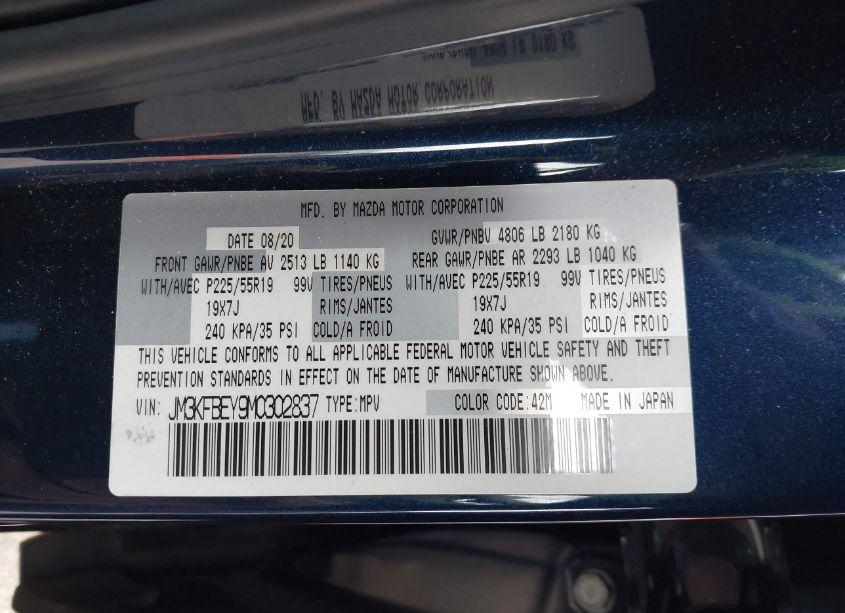 MFD. BY MAZDA MOTOR CORPORATION
MFD. BY MAZDA MOTOR CORPORATION
DATE 08/20 GVWR/PNBV 4806 LB 2180 KG
FRONT GAWR/PNBE AV 2513 LB 1140 KG REAR GAWR/PNBE AR 2293 LB 1040 KG
WITH/AVEC P225/55R19 99V TIRES/PNEUS WITH/AVEC P225/55R19 99V TIRES/PNEUS
19X7J RIMS/JANTES 19X7J RIMS/JANTES
240 KPA/35 PSI COLD/A FROID 240 KPA/35 PSI COLD/A FROID
THIS VEHICLE CONFORMS TO ALL APPLICABLE FEDERAL MOTOR VEHICLE SAFETY AND THEFT
PREVENTION STANDARDS IN EFFECT ON THE DATE OF MANUFACTURE SHOWN ABOVE.
VIN: JM3KFBEY9M0302837 TYPE:MPV COLOR CODE:42M MADE IN JAPAN